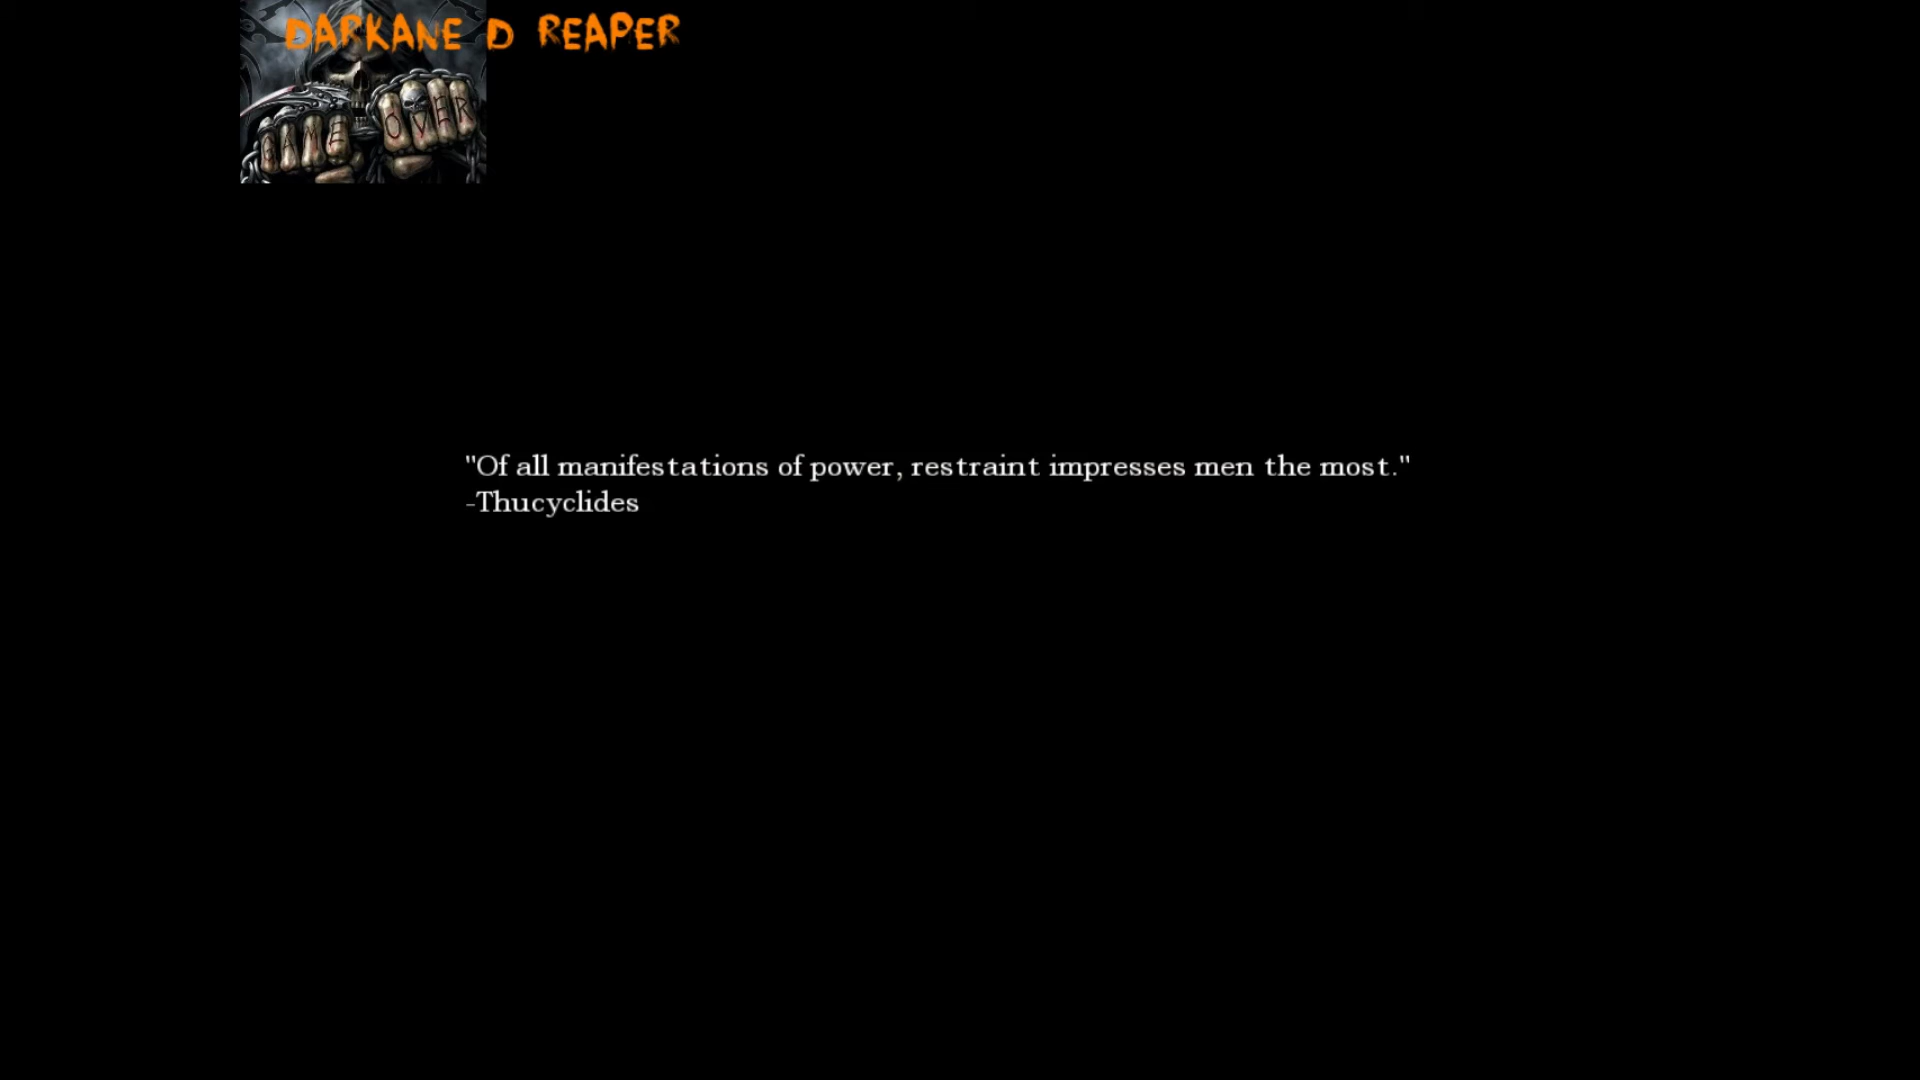 DARKANE D REAPER
GAME OVER
"Of all manifestations of power, restraint impresses men the most."
-Thucyclides